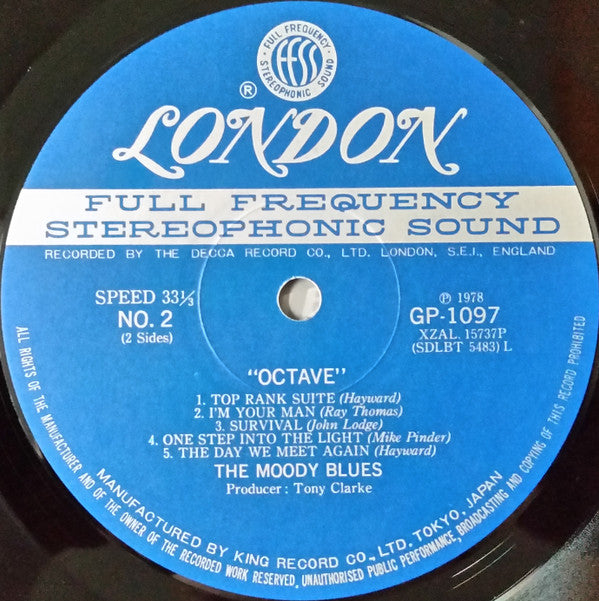 FULL FREQUENCY
ffss
STEREOPHONIC SOUND
®
LONDON
FULL FREQUENCY
STEREOPHONIC SOUND
RECORDED BY THE DECCA RECORD CO., LTD. LONDON, S.E.I., ENGLAND
SPEED 33⅓
NO. 2
(2 Sides)
℗ 1978
GP-1097
XZAL. 15737P
(SDLBT 5483) L
"OCTAVE"
1. TOP RANK SUITE (Hayward)
2. I'M YOUR MAN (Ray Thomas)
3. SURVIVAL (John Lodge)
4. ONE STEP INTO THE LIGHT (Mike Pinder)
5. THE DAY WE MEET AGAIN (Hayward)
THE MOODY BLUES
Producer : Tony Clarke
MANUFACTURED BY KING RECORD CO., LTD. TOKYO, JAPAN
ALL RIGHTS OF THE MANUFACTURER AND OF THE OWNER OF THE RECORDED WORK RESERVED, UNAUTHORISED PUBLIC PERFORMANCE, BROADCASTING AND COPYING OF THIS RECORD PROHIBITED